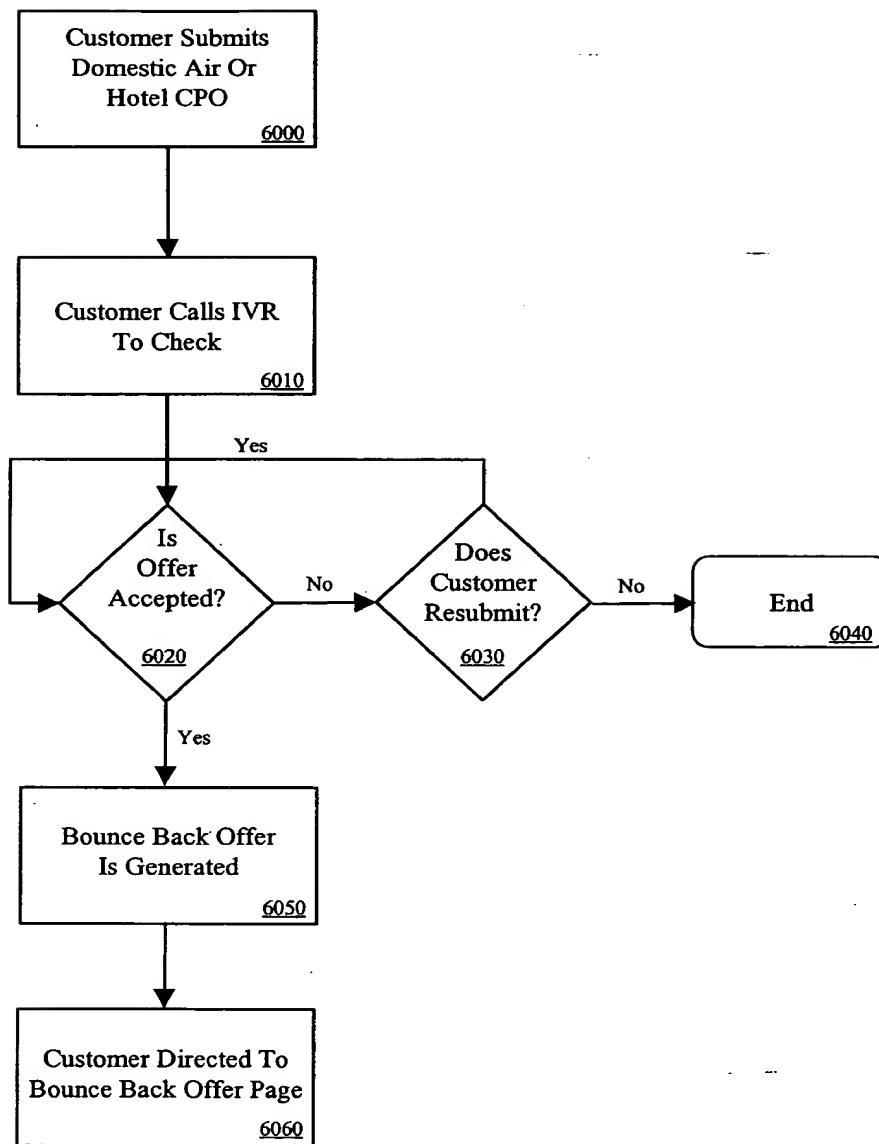 Customer Submits
Domestic Air Or
Hotel CPO
6000
Customer Calls IVR
To Check
6010
Yes
Is
Offer
Accepted?
6020
No
Does
Customer
Resubmit?
6030
No
End
6040
Yes
Bounce Back Offer
Is Generated
6050
Customer Directed To
Bounce Back Offer Page
6060